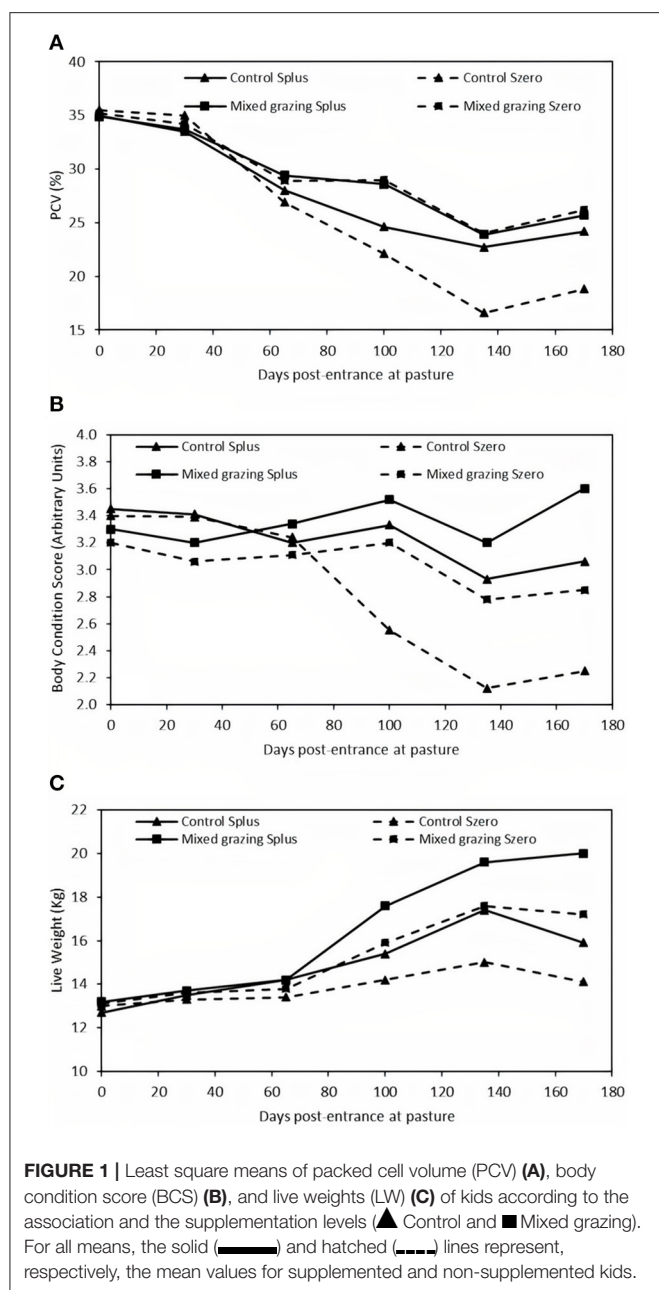 A
Control Splus
Control Szero
Mixed grazing Splus
Mixed grazing Szero
40
35
30
25
20
15
PCV (%)
0 20 40 60 80 100 120 140 160 180
Days post-entrance at pasture
B
Control Splus
Control Szero
Mixed grazing Splus
Mixed grazing Szero
4.0
3.8
3.6
3.4
3.2
3.0
2.8
2.6
2.4
2.2
2.0
Body Condition Score (Arbitrary Units)
0 20 40 60 80 100 120 140 160 180
Days post-entrance at pasture
C
Control Splus
Control Szero
Mixed grazing Splus
Mixed grazing Szero
22
20
18
16
14
12
10
Live Weight (Kg)
0 20 40 60 80 100 120 140 160 180
Days post-entrance at pasture
FIGURE 1 | Least square means of packed cell volume (PCV) (A), body
condition score (BCS) (B), and live weights (LW) (C) of kids according to the
association and the supplementation levels (▲ Control and ■ Mixed grazing).
For all means, the solid (▬▬▬) and hatched (▬ ▬ ▬) lines represent,
respectively, the mean values for supplemented and non-supplemented kids.